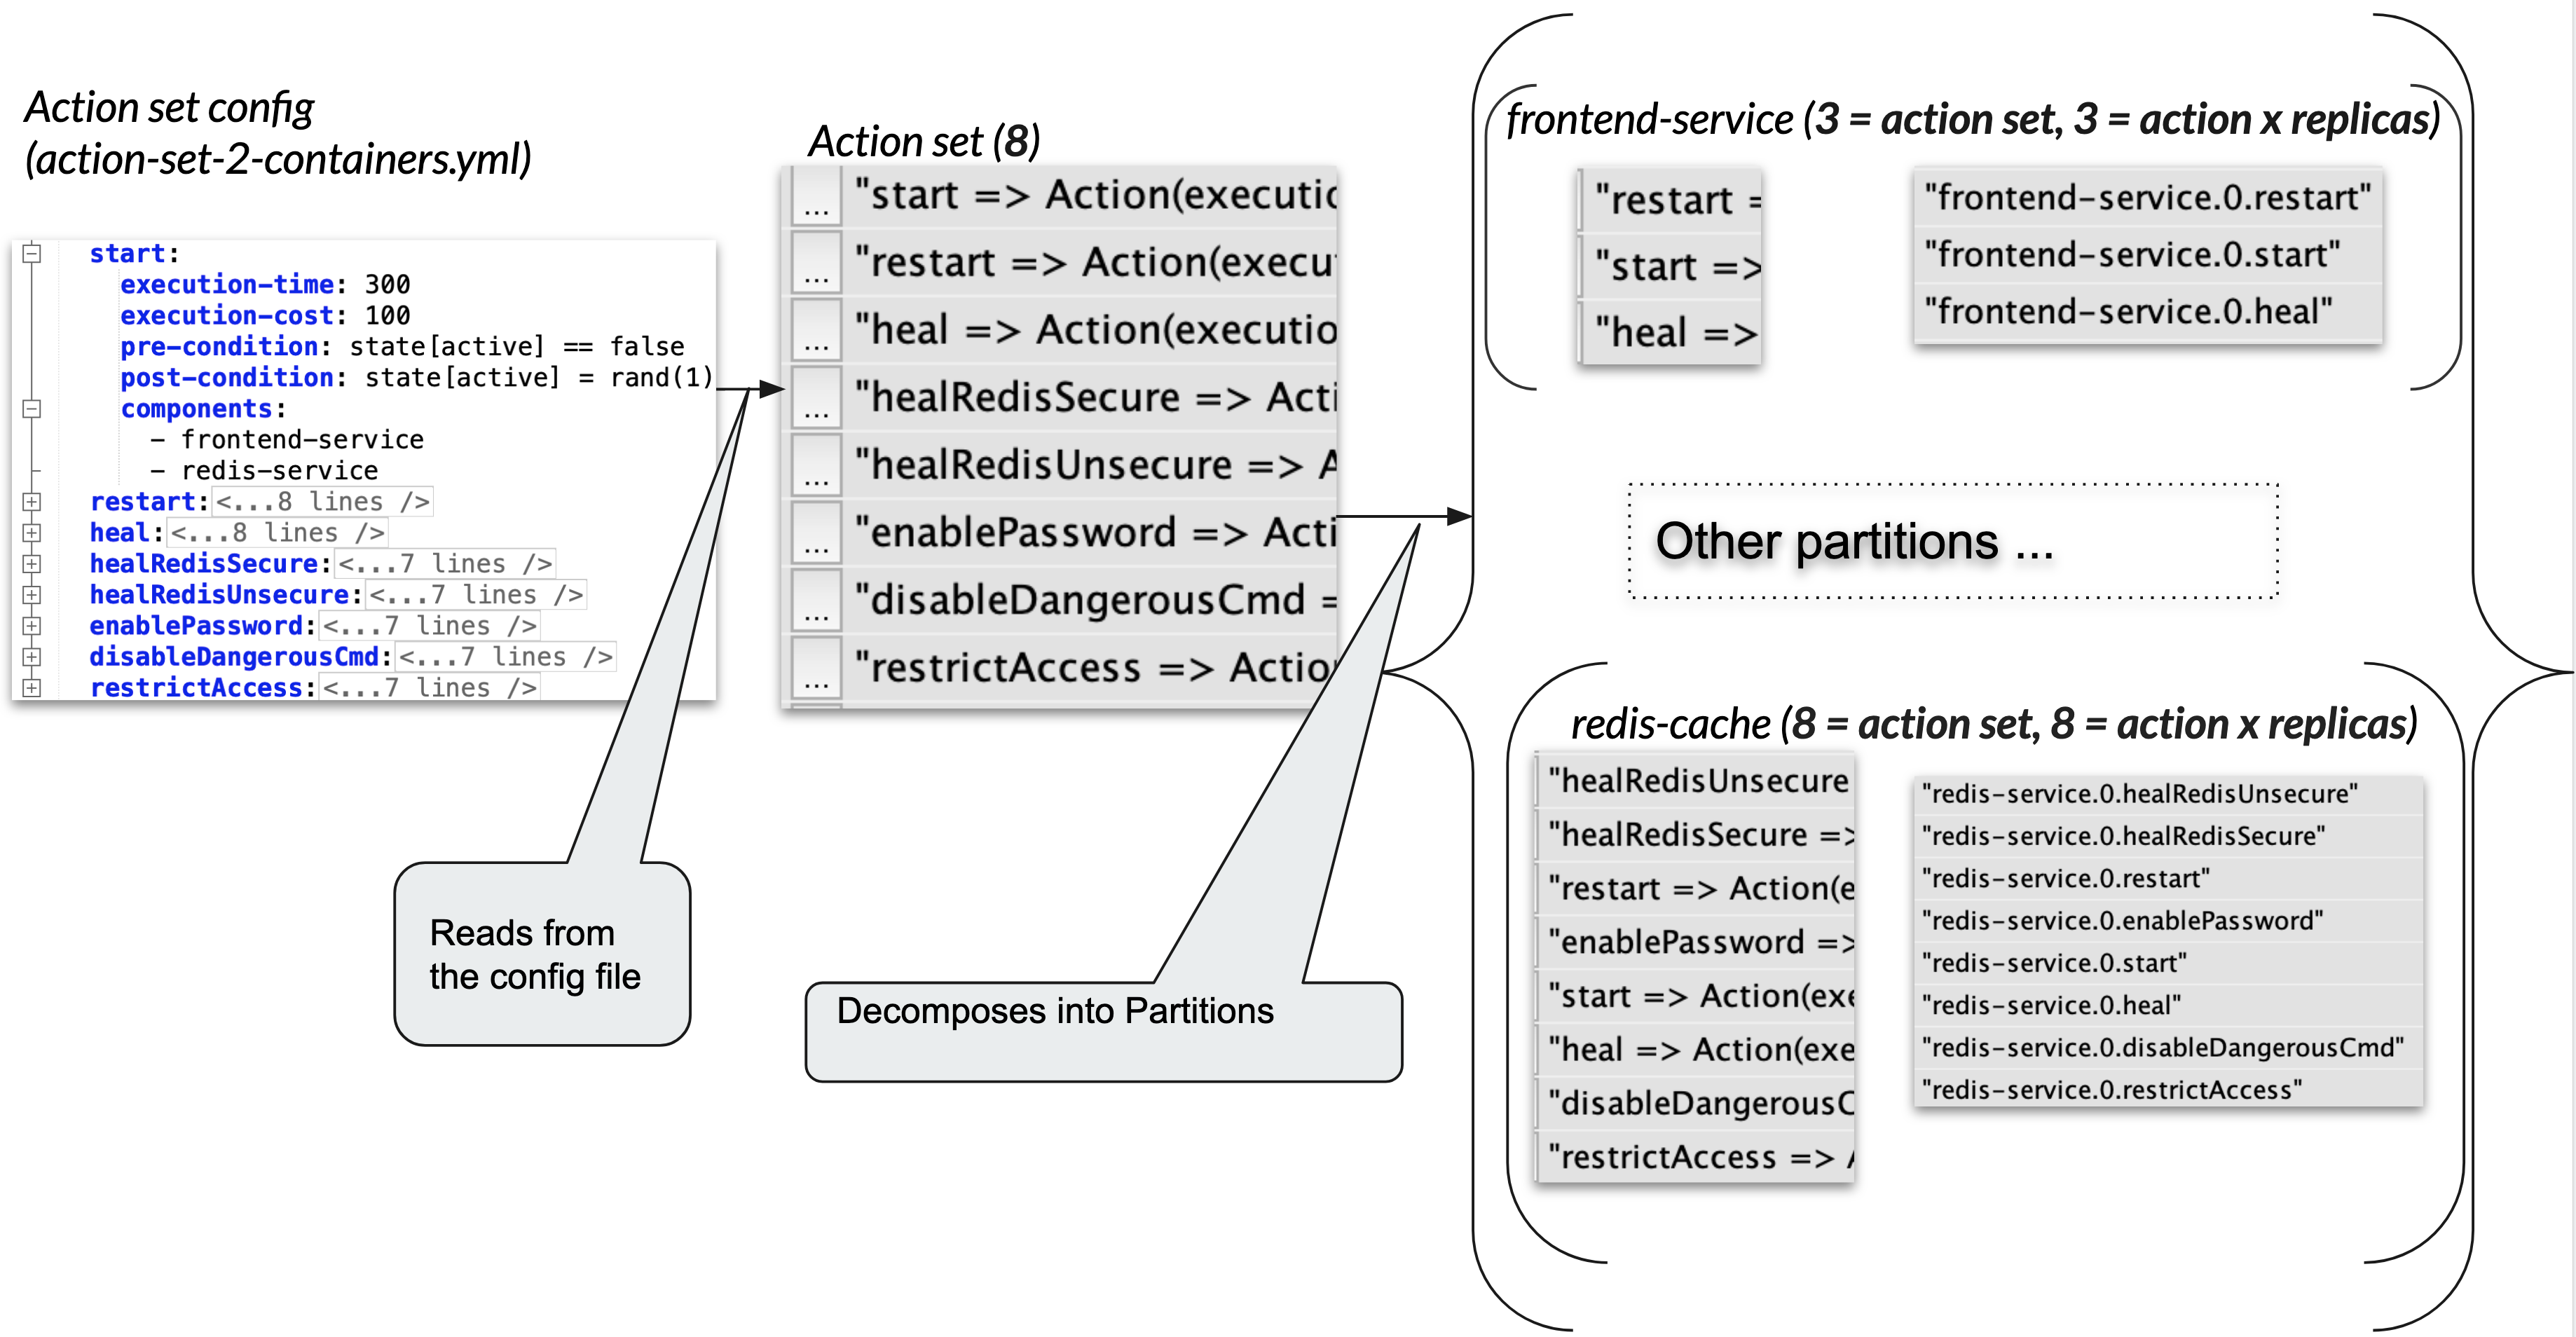 Action set config
(action-set-2-containers.yml)
start:
execution-time: 300
execution-cost: 100
pre-condition: state[active] == false
post-condition: state[active] = rand(1)
components:
- frontend-service
- redis-service
restart:<...8 lines />
heal:<...8 lines />
healRedisSecure:<...7 lines />
healRedisUnsecure:<...7 lines />
enablePassword:<...7 lines />
disableDangerousCmd:<...7 lines />
restrictAccess:<...7 lines />
Reads from
the config file
Action set (8)
... "start => Action(executio
... "restart => Action(execu
... "heal => Action(executio
... "healRedisSecure => Acti
... "healRedisUnsecure => A
... "enablePassword => Acti
... "disableDangerousCmd =
... "restrictAccess => Actio
Decomposes into Partitions
frontend-service (3 = action set, 3 = action x replicas)
"restart =
"start =>
"heal =>
"frontend-service.0.restart"
"frontend-service.0.start"
"frontend-service.0.heal"
Other partitions ...
redis-cache (8 = action set, 8 = action x replicas)
"healRedisUnsecure
"healRedisSecure =>
"restart => Action(e
"enablePassword =>
"start => Action(exe
"heal => Action(exe
"disableDangerousC
"restrictAccess => A
"redis-service.0.healRedisUnsecure"
"redis-service.0.healRedisSecure"
"redis-service.0.restart"
"redis-service.0.enablePassword"
"redis-service.0.start"
"redis-service.0.heal"
"redis-service.0.disableDangerousCmd"
"redis-service.0.restrictAccess"